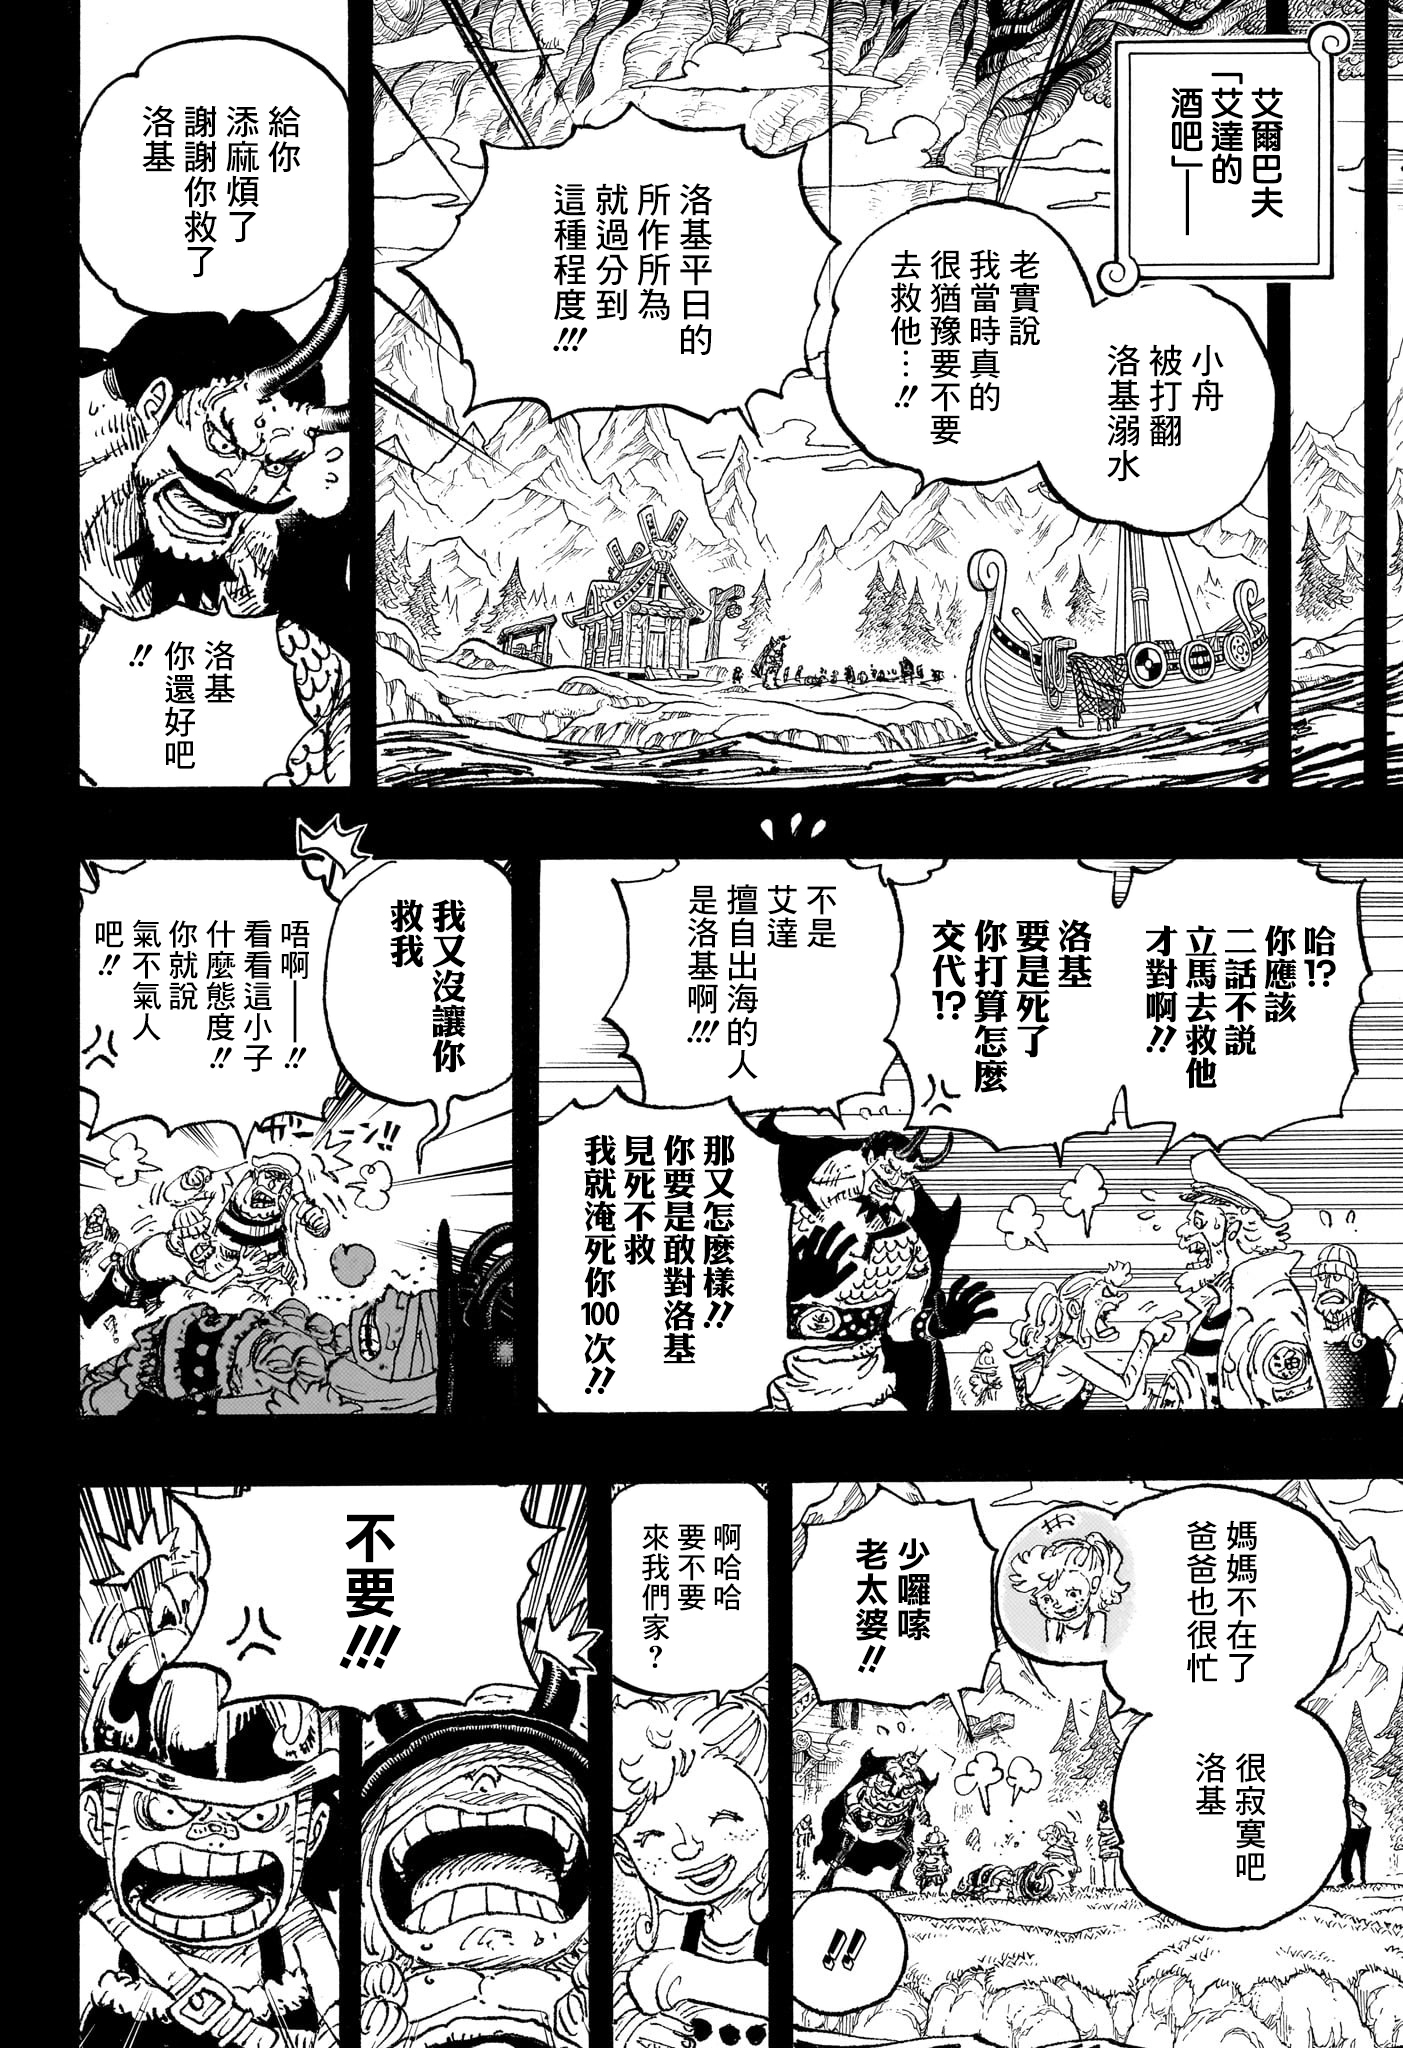 艾爾巴夫
「艾達的
酒吧」——
小舟
被打翻
洛基溺水
老實說
我當時真的
很猶豫要不要
去救他…!!
洛基平日的
所作所為
就過分到
這種程度!!!
給你
添麻煩了
謝謝你救了
洛基
洛基
你還好吧
!!
哈!?
你應該
二話不說
立馬去救他
才對啊!!
洛基
要是死了
你打算怎麼
交代!?
不是
艾達
擅自出海的人
是洛基啊!!!
那又怎麼樣!!
你要是敢對洛基
見死不救
我就淹死你100次!!
我又沒讓你
救我
唔啊——!!
看看這小子
什麼態度!!
你就說
氣不氣人
吧!!
ガーン!!
媽媽不在了
爸爸也很忙
很寂寞吧
洛基
少囉嗦
老太婆!!
!!
啊哈哈
要不要
來我們家?
不要!!!